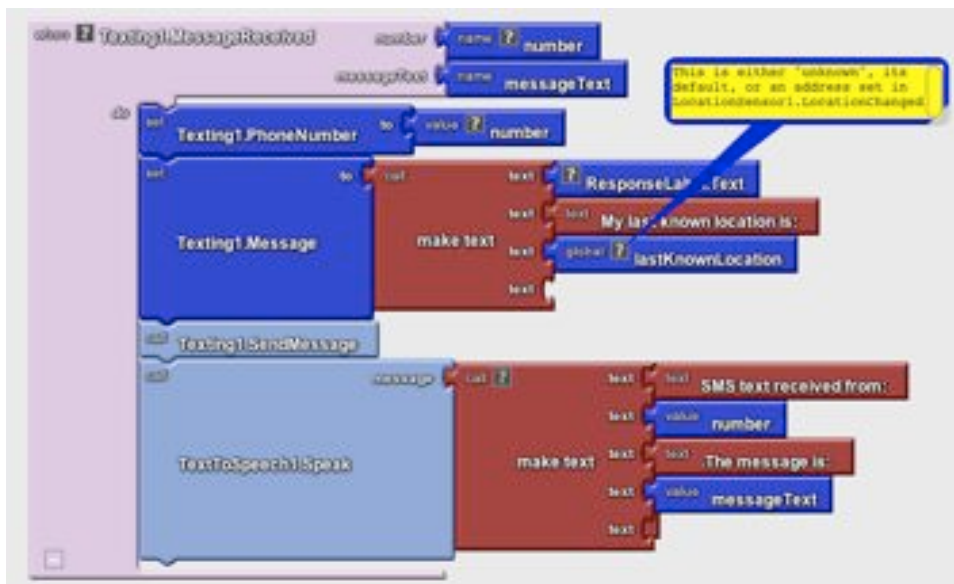 when ? Texting1.MessageReceived number name ? number
messageText name messageText
This is either 'unknown', its
default, or an address set in
LocationSensor1.LocationChanged
do
set Texting1.PhoneNumber to value ? number
set Texting1.Message to call make text
text ? ResponseLabel.Text
text text My last known location is:
text global ? lastKnownLocation
text
call Texting1.SendMessage
call TextToSpeech1.Speak message call ? make text
text text SMS text received from:
text value number
text text .The message is:
text value messageText
text